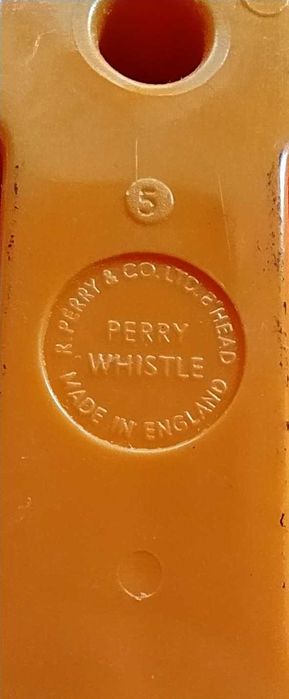 5
R. PERRY & CO. LTD. B'HEAD
PERRY
WHISTLE
MADE IN ENGLAND